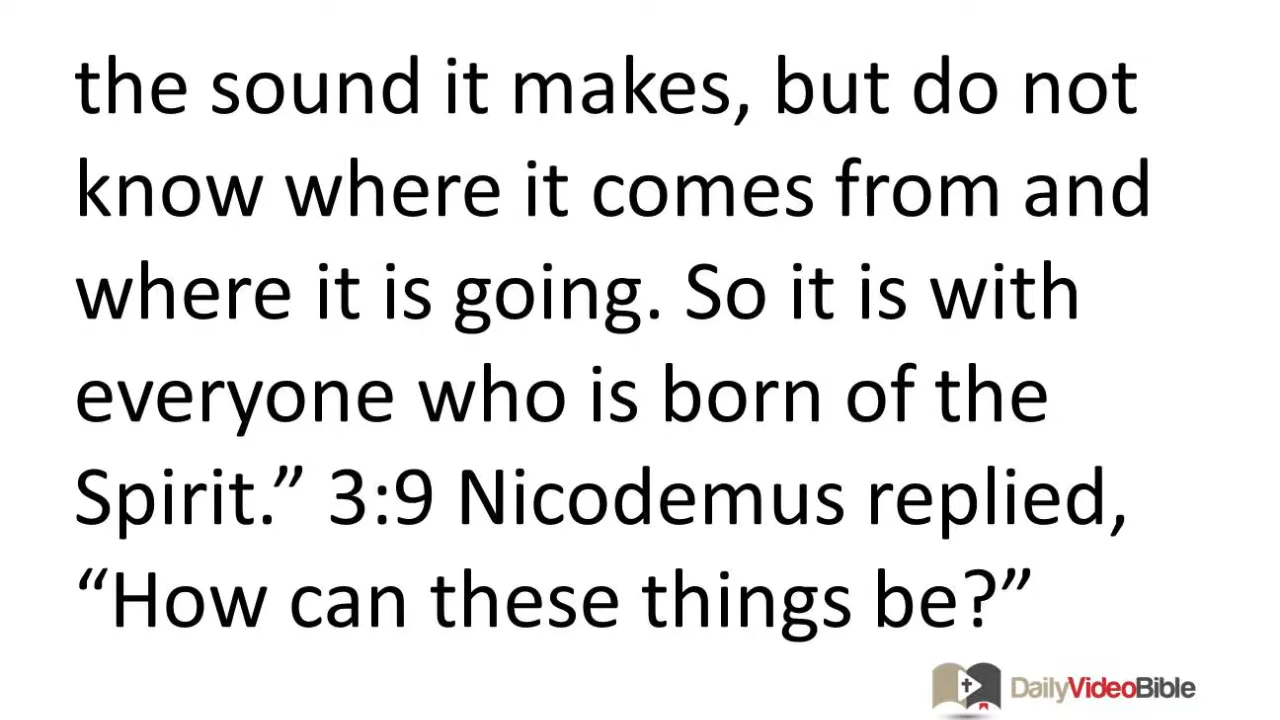 the sound it makes, but do not
know where it comes from and
where it is going. So it is with
everyone who is born of the
Spirit.” 3:9 Nicodemus replied,
“How can these things be?”
DailyVideoBible